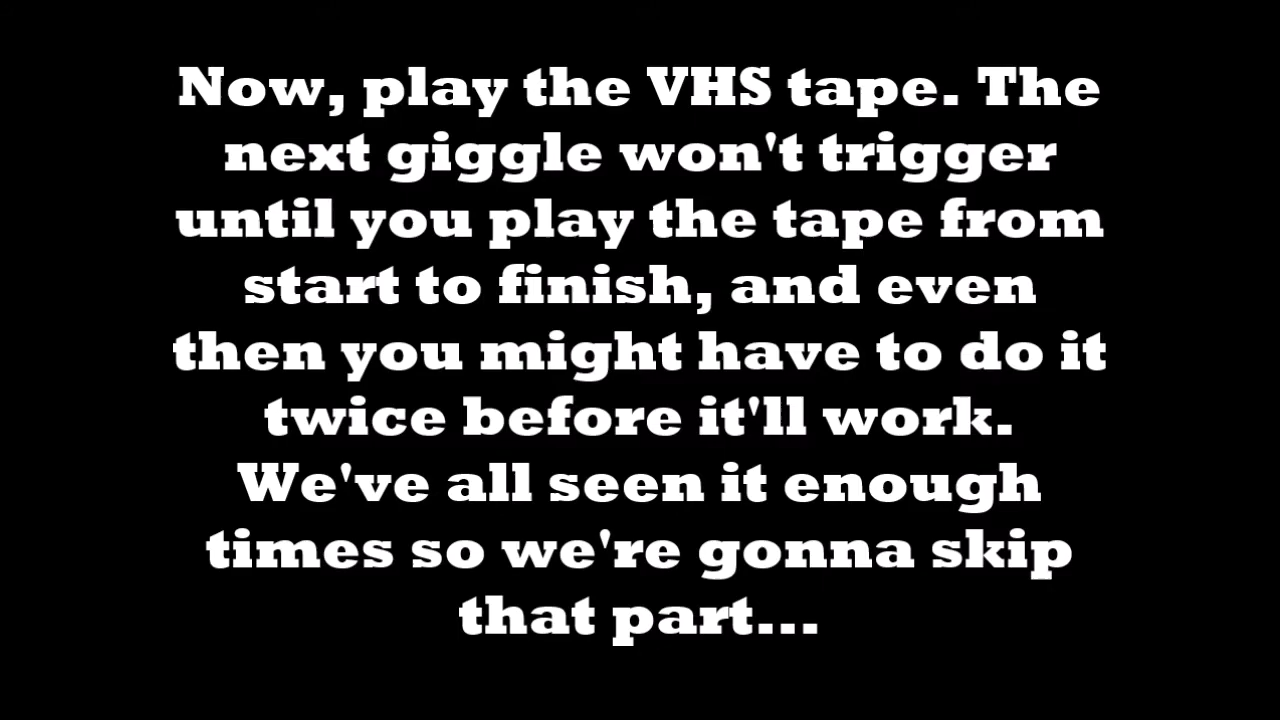 Now, play the VHS tape. The
next giggle won't trigger
until you play the tape from
start to finish, and even
then you might have to do it
twice before it'll work.
We've all seen it enough
times so we're gonna skip
that part...